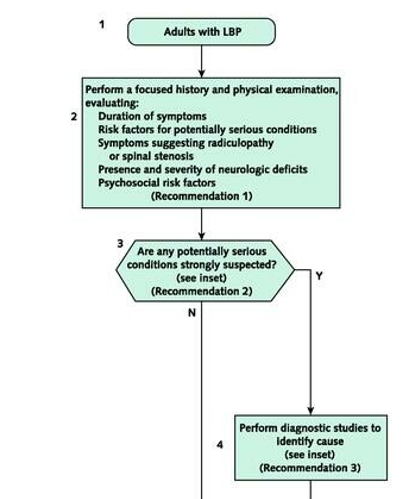 1
Adults with LBP
2
Perform a focused history and physical examination,
evaluating:
Duration of symptoms
Risk factors for potentially serious conditions
Symptoms suggesting radiculopathy
or spinal stenosis
Presence and severity of neurologic deficits
Psychosocial risk factors
(Recommendation 1)
3
Are any potentially serious
conditions strongly suspected?
(see inset)
(Recommendation 2)
Y
N
4
Perform diagnostic studies to
identify cause
(see inset)
(Recommendation 3)